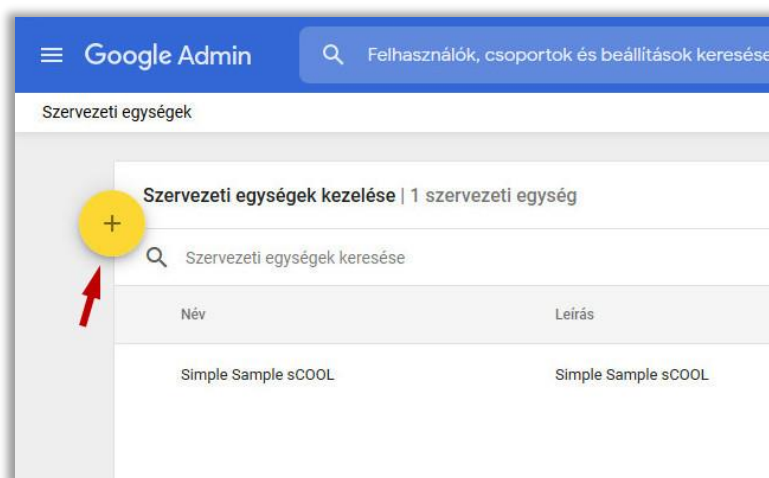 Google Admin
Felhasználók, csoportok és beállítások keresése
Szervezeti egységek
Szervezeti egységek kezelése | 1 szervezeti egység
Szervezeti egységek keresése
Név Leírás
Simple Sample sCOOL Simple Sample sCOOL